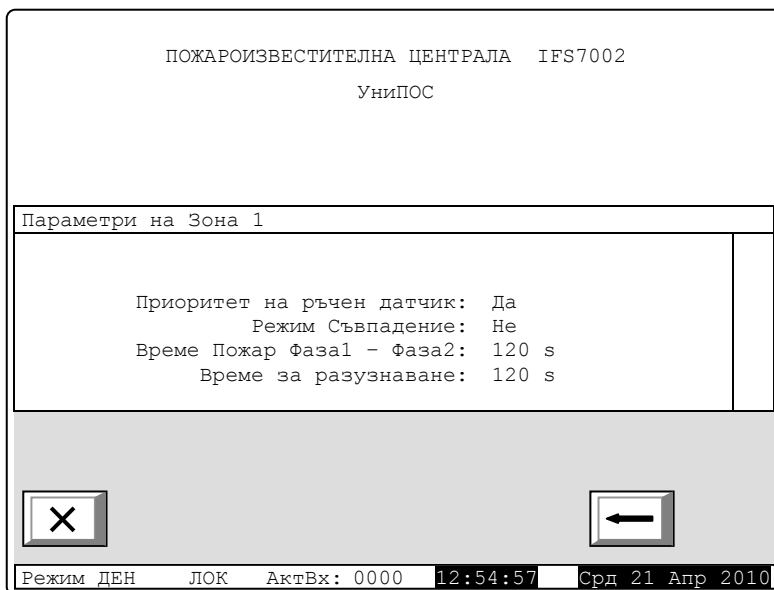 ПОЖАРОИЗВЕСТИТЕЛНА ЦЕНТРАЛА IFS7002
УниПОС
Параметри на Зона 1
Приоритет на ръчен датчик: Да
Режим Съвпадение: Не
Време Пожар Фаза1 – Фаза2: 120 s
Време за разузнаване: 120 s
Режим ДЕН ЛОК АктВх: 0000 12:54:57 Срд 21 Апр 2010